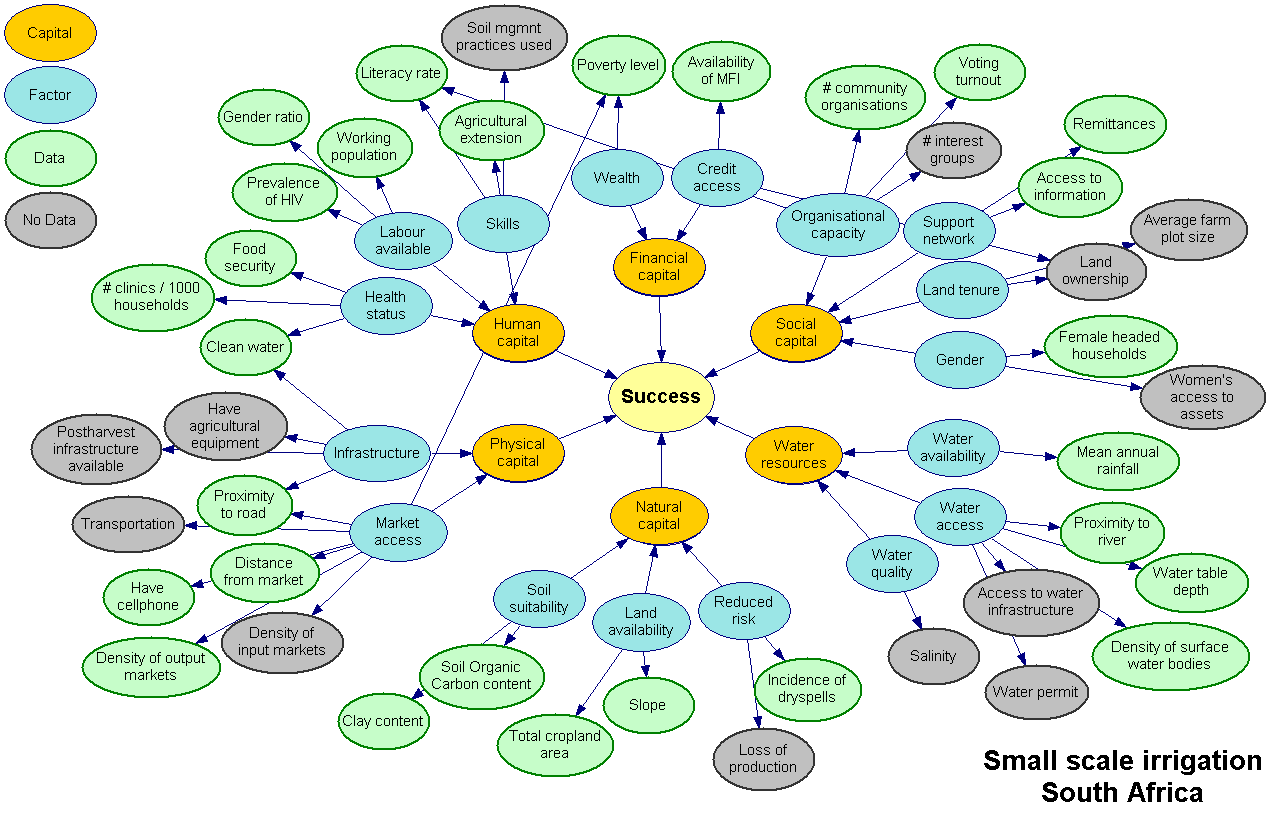 Capital
Factor
Data
No Data
Soil mgmnt
practices used
Literacy rate
Poverty level
Availability
of MFI
Voting
turnout
# community
organisations
Gender ratio
Working
population
Agricultural
extension
# interest
groups
Remittances
Prevalence
of HIV
Wealth
Credit
access
Access to
information
Labour
available
Skills
Organisational
capacity
Support
network
Average farm
plot size
Food
security
Financial
capital
Land
ownership
# clinics / 1000
households
Health
status
Land tenure
Clean water
Human
capital
Social
capital
Gender
Female headed
households
Success
Women's
access to
assets
Have
agricultural
equipment
Postharvest
infrastructure
available
Infrastructure
Physical
capital
Water
resources
Water
availability
Mean annual
rainfall
Proximity
to road
Transportation
Market
access
Natural
capital
Water
access
Proximity to
river
Distance
from market
Have
cellphone
Water
quality
Water table
depth
Soil
suitability
Land
availability
Reduced
risk
Access to water
infrastructure
Density of
input markets
Density of output
markets
Salinity
Density of surface
water bodies
Soil Organic
Carbon content
Incidence of
dryspells
Water permit
Clay content
Slope
Total cropland
area
Loss of
production
Small scale irrigation
South Africa